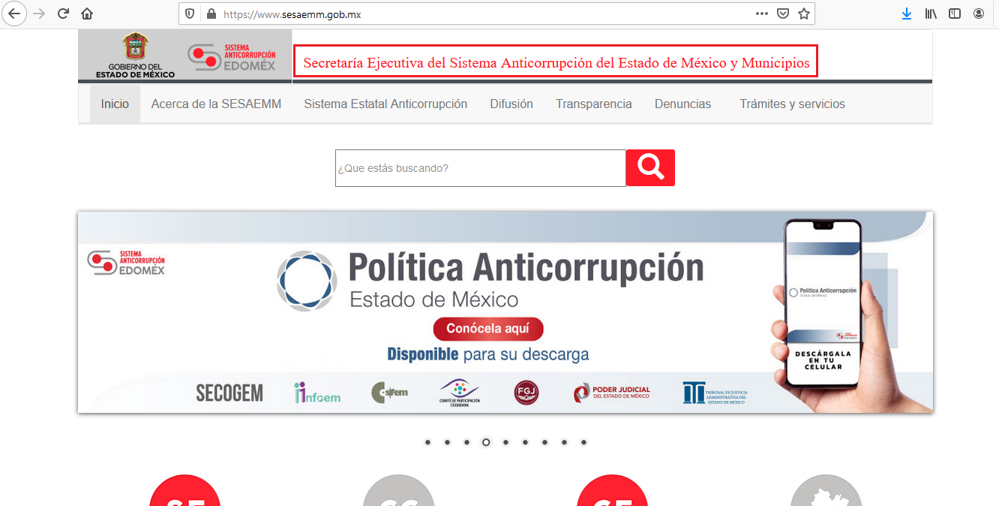 https://www.sesaemm.gob.mx
GOBIERNO DEL
ESTADO DE MÉXICO
SISTEMA
ANTICORRUPCIÓN
EDOMÉX
Secretaría Ejecutiva del Sistema Anticorrupción del Estado de México y Municipios
Inicio
Acerca de la SESAEMM
Sistema Estatal Anticorrupción
Difusión
Transparencia
Denuncias
Trámites y servicios
¿Que estás buscando?
SISTEMA
ANTICORRUPCIÓN
EDOMÉX
Política Anticorrupción
Estado de México
Conócela aquí
Disponible para su descarga
Política Anticorrupción
Estado de México
DESCÁRGALA
EN TU
CELULAR
SECOGEM
infoem
COMITÉ DE PARTICIPACIÓN
CIUDADANA
FGJ
PODER JUDICIAL
DEL ESTADO DE MÉXICO
TRIBUNAL DE JUSTICIA
ADMINISTRATIVA DEL
ESTADO DE MÉXICO